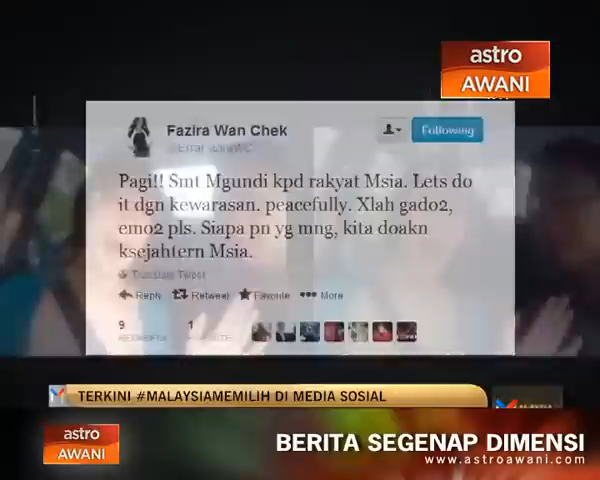 astro
AWANI
Fazira Wan Chek
Following
Pagi!! Smt Mgundi kpd rakyat Msia. Lets do
it dgn kewarasan. peacefully. Xlah gado2,
emo2 pls. Siapa pn yg mng, kita doakn
ksejahtern Msia.
Translate Tweet
Reply Retweet Favorite More
9 1
RETWEETS
TERKINI #MALAYSIAMEMILIH DI MEDIA SOSIAL
astro
AWANI
BERITA SEGENAP DIMENSI
www.astroawani.com